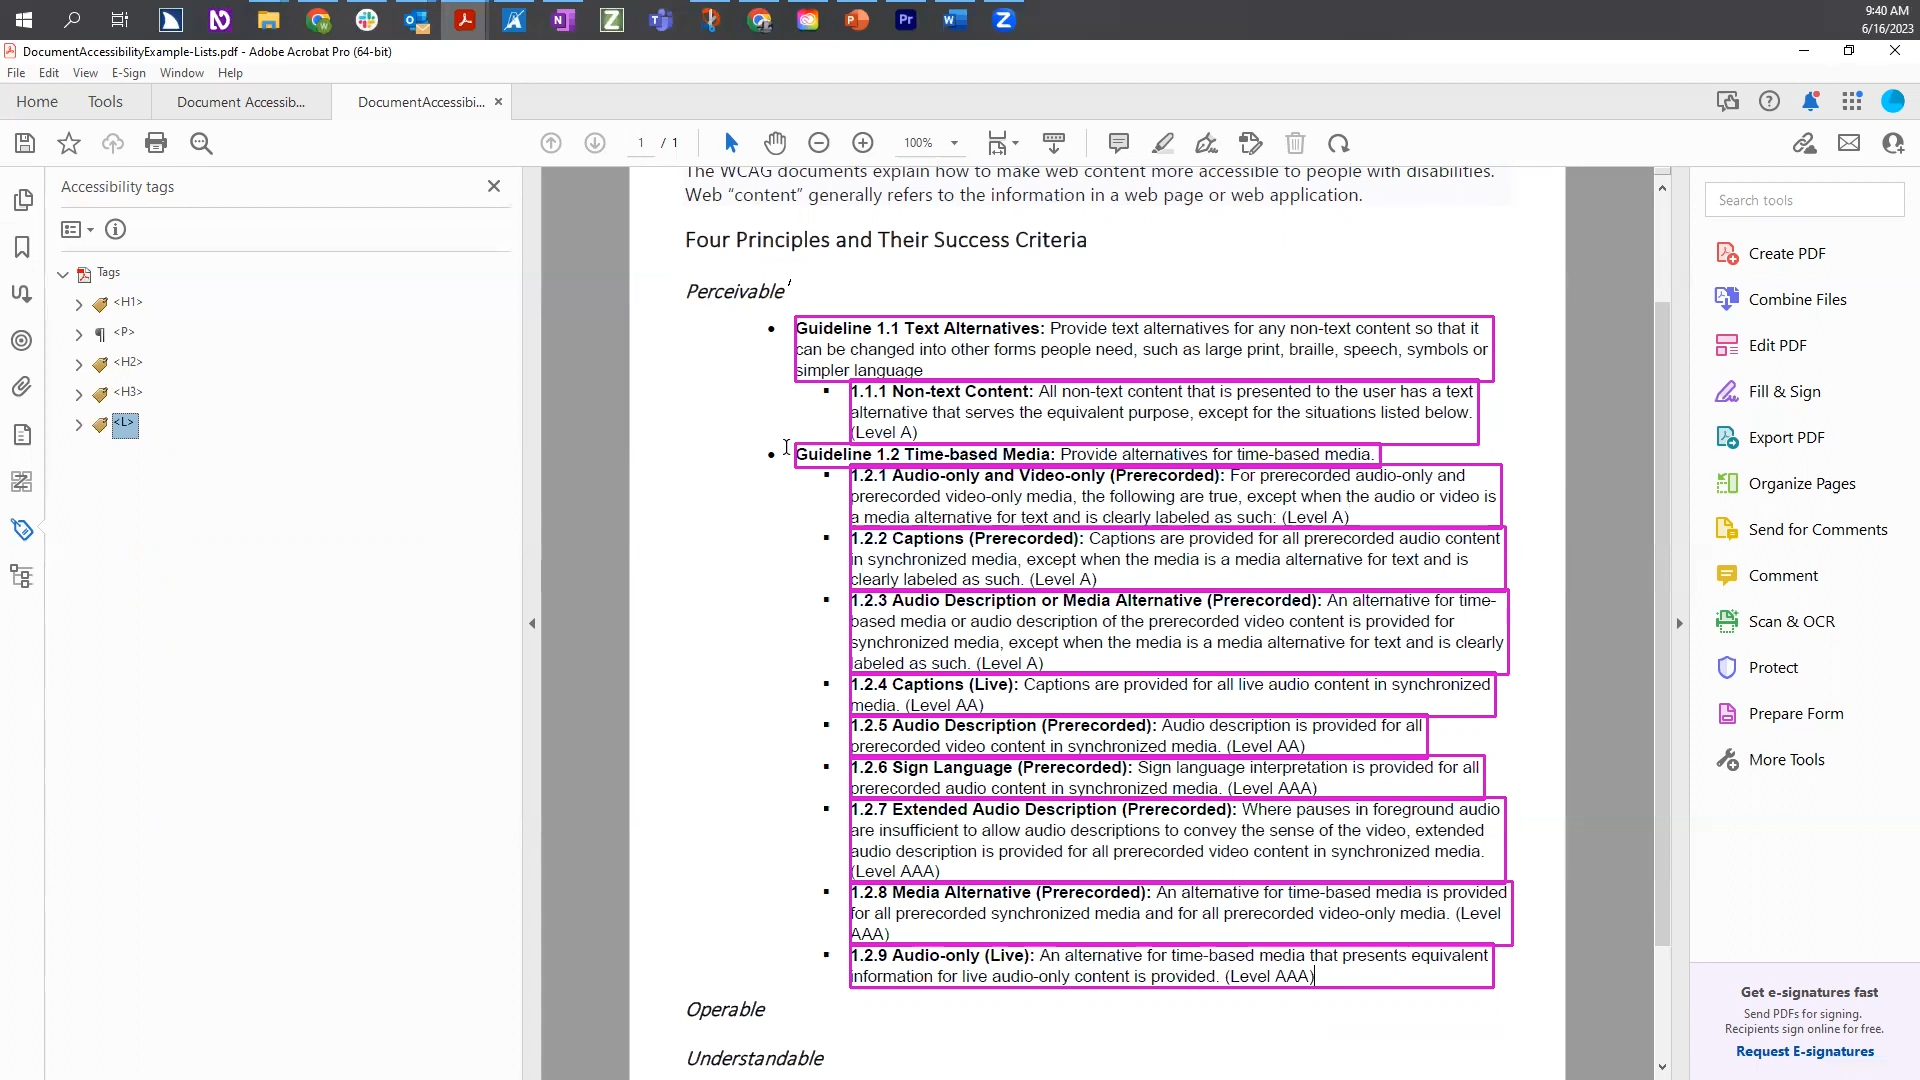 9:40 AM
6/16/2023
DocumentAccessibilityExample-Lists.pdf - Adobe Acrobat Pro (64-bit)
File Edit View E-Sign Window Help
Home Tools Document Accessib... DocumentAccessibi...
1 / 1 100%
Accessibility tags
Tags
<H1>
<P>
<H2>
<H3>
<L>
The WCAG documents explain how to make web content more accessible to people with disabilities.
Web “content” generally refers to the information in a web page or web application.
Four Principles and Their Success Criteria
Perceivable
• Guideline 1.1 Text Alternatives: Provide text alternatives for any non-text content so that it
can be changed into other forms people need, such as large print, braille, speech, symbols or
simpler language
▪ 1.1.1 Non-text Content: All non-text content that is presented to the user has a text
alternative that serves the equivalent purpose, except for the situations listed below.
(Level A)
• Guideline 1.2 Time-based Media: Provide alternatives for time-based media.
▪ 1.2.1 Audio-only and Video-only (Prerecorded): For prerecorded audio-only and
prerecorded video-only media, the following are true, except when the audio or video is
a media alternative for text and is clearly labeled as such: (Level A)
▪ 1.2.2 Captions (Prerecorded): Captions are provided for all prerecorded audio content
in synchronized media, except when the media is a media alternative for text and is
clearly labeled as such. (Level A)
▪ 1.2.3 Audio Description or Media Alternative (Prerecorded): An alternative for time-
based media or audio description of the prerecorded video content is provided for
synchronized media, except when the media is a media alternative for text and is clearly
labeled as such. (Level A)
▪ 1.2.4 Captions (Live): Captions are provided for all live audio content in synchronized
media. (Level AA)
▪ 1.2.5 Audio Description (Prerecorded): Audio description is provided for all
prerecorded video content in synchronized media. (Level AA)
▪ 1.2.6 Sign Language (Prerecorded): Sign language interpretation is provided for all
prerecorded audio content in synchronized media. (Level AAA)
▪ 1.2.7 Extended Audio Description (Prerecorded): Where pauses in foreground audio
are insufficient to allow audio descriptions to convey the sense of the video, extended
audio description is provided for all prerecorded video content in synchronized media.
(Level AAA)
▪ 1.2.8 Media Alternative (Prerecorded): An alternative for time-based media is provided
for all prerecorded synchronized media and for all prerecorded video-only media. (Level
AAA)
▪ 1.2.9 Audio-only (Live): An alternative for time-based media that presents equivalent
information for live audio-only content is provided. (Level AAA)
Operable
Understandable
Search tools
Create PDF
Combine Files
Edit PDF
Fill & Sign
Export PDF
Organize Pages
Send for Comments
Comment
Scan & OCR
Protect
Prepare Form
More Tools
Get e-signatures fast
Send PDFs for signing.
Recipients sign online for free.
Request E-signatures